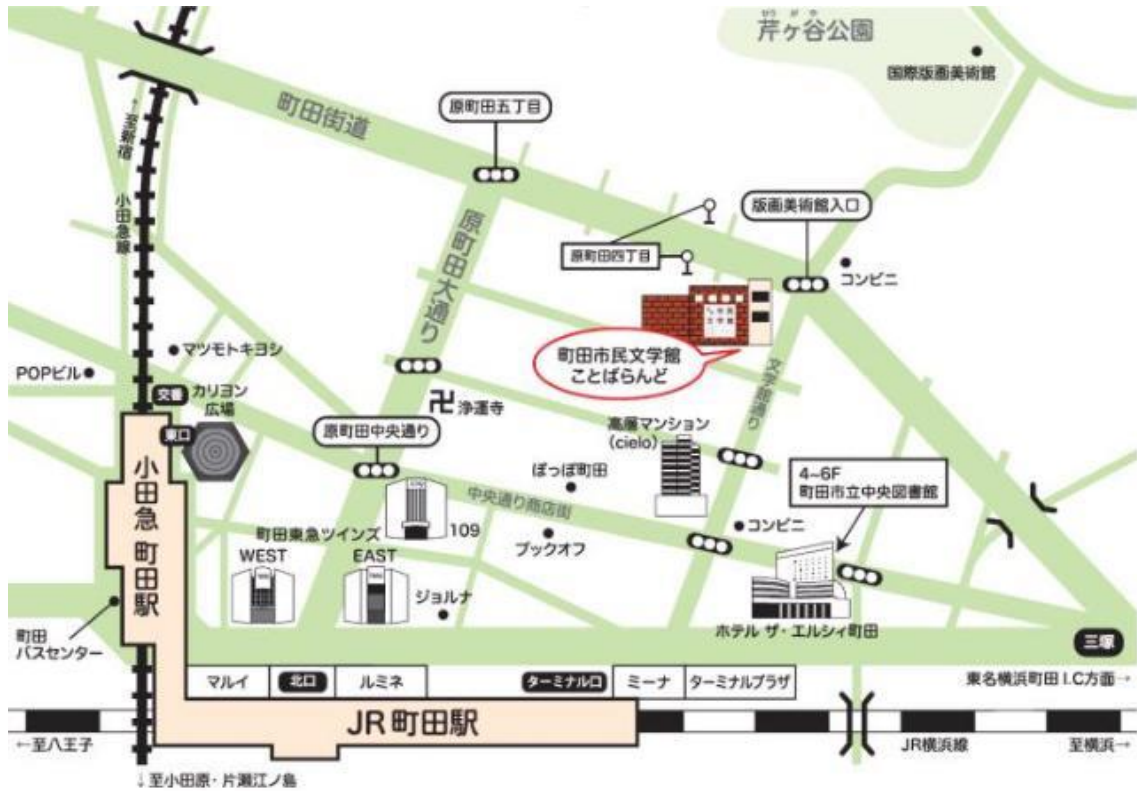 せり が や
芹ヶ谷公園
国際版画美術館
原町田五丁目
町田街道
←至新宿
小田急線
版画美術館入口
原町田四丁目
コンビニ
原町田大通り
町田市民文学館
ことばらんど
文学館通り
マツモトキヨシ
POPビル
交番
カリヨン
広場
東口
卍 浄運寺
原町田中央通り
高層マンション
(cielo)
ぽっぽ町田
4~6F
町田市立中央図書館
中央通り商店街
コンビニ
109
町田東急ツインズ
WEST
EAST
ブックオフ
ジョルナ
小田急 町田駅
町田
バスセンター
ホテル ザ・エルシィ町田
三塚
マルイ
北口
ルミネ
ターミナル口
ミーナ
ターミナルプラザ
東名横浜町田 I.C方面→
JR町田駅
←至八王子
JR横浜線
至横浜→
↓至小田原・片瀬江ノ島